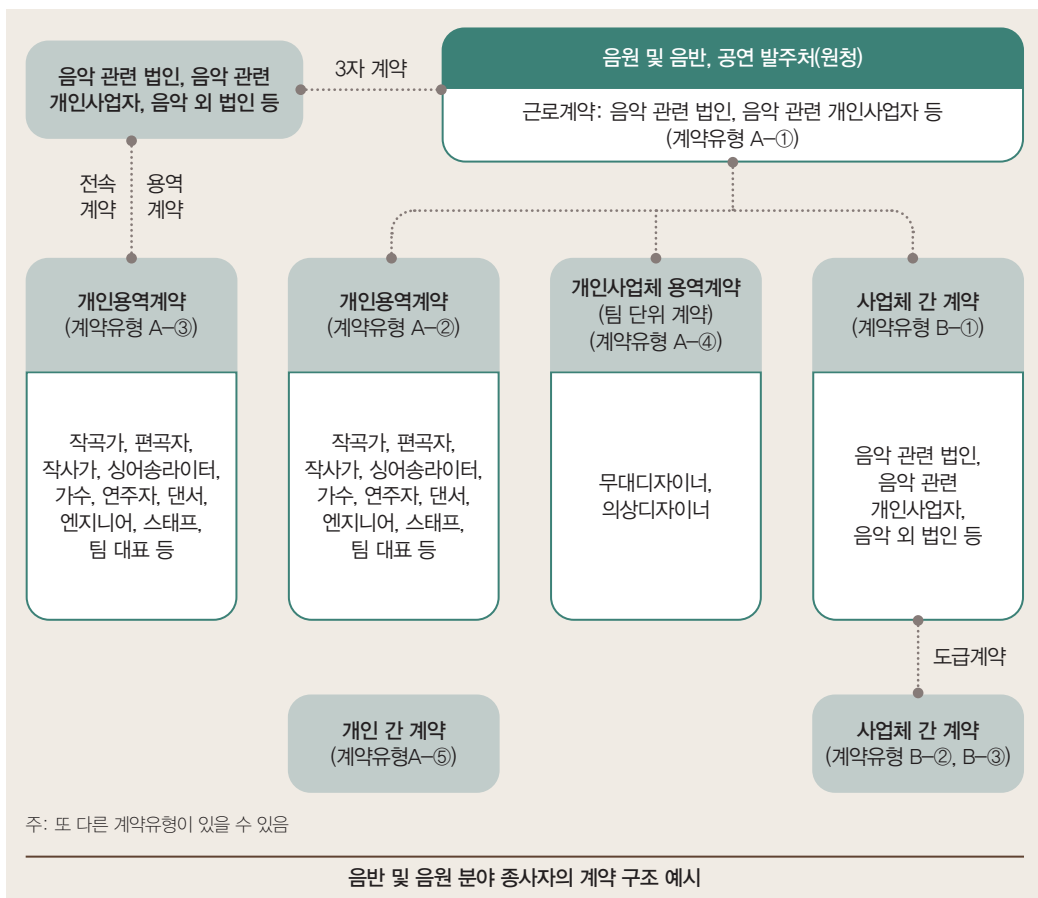 음악 관련 법인, 음악 관련
개인사업자, 음악 외 법인 등
3자 계약
음원 및 음반, 공연 발주처(원청)
근로계약: 음악 관련 법인, 음악 관련 개인사업자 등
(계약유형 A-①)
전속
계약
용역
계약
개인용역계약
(계약유형 A-③)
작곡가, 편곡자,
작사가, 싱어송라이터,
가수, 연주자, 댄서,
엔지니어, 스태프,
팀 대표 등
개인용역계약
(계약유형 A-②)
작곡가, 편곡자,
작사가, 싱어송라이터,
가수, 연주자, 댄서,
엔지니어, 스태프,
팀 대표 등
개인사업체 용역계약
(팀 단위 계약)
(계약유형 A-④)
무대디자이너,
의상디자이너
사업체 간 계약
(계약유형 B-①)
음악 관련 법인,
음악 관련
개인사업자,
음악 외 법인 등
도급계약
개인 간 계약
(계약유형A-⑤)
사업체 간 계약
(계약유형 B-②, B-③)
주: 또 다른 계약유형이 있을 수 있음
음반 및 음원 분야 종사자의 계약 구조 예시